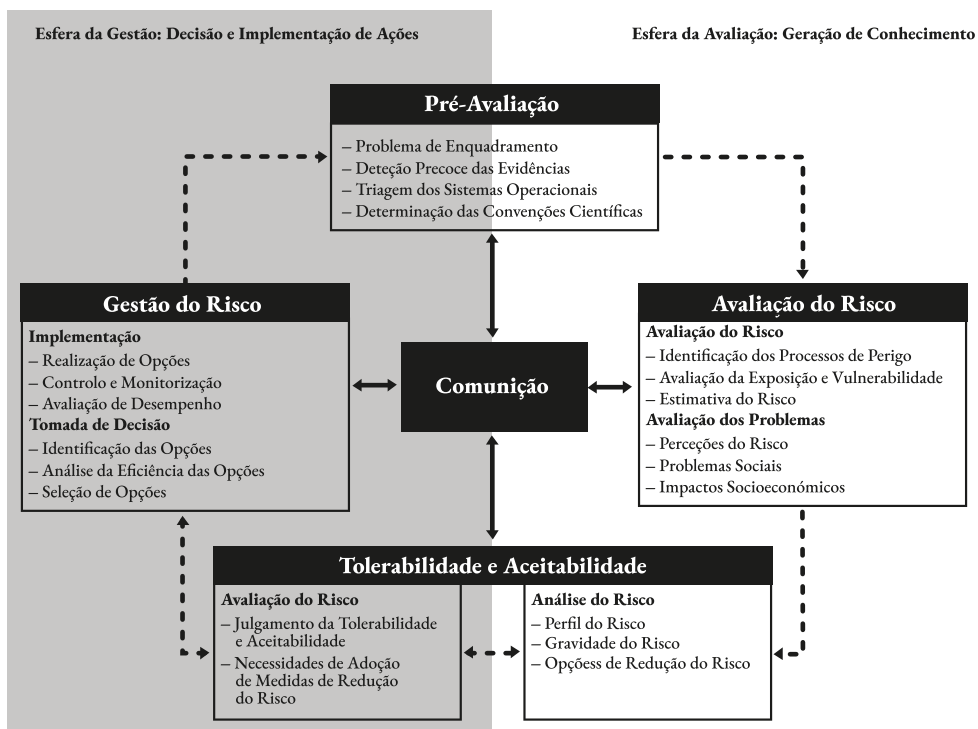 Esfera da Gestão: Decisão e Implementação de Ações
Esfera da Avaliação: Geração de Conhecimento
Pré-Avaliação
– Problema de Enquadramento
– Deteção Precoce das Evidências
– Triagem dos Sistemas Operacionais
– Determinação das Convenções Científicas
Gestão do Risco
Implementação
– Realização de Opções
– Controlo e Monitorização
– Avaliação de Desempenho
Tomada de Decisão
– Identificação das Opções
– Análise da Eficiência das Opções
– Seleção de Opções
Comunição
Avaliação do Risco
Avaliação do Risco
– Identificação dos Processos de Perigo
– Avaliação da Exposição e Vulnerabilidade
– Estimativa do Risco
Avaliação dos Problemas
– Perceções do Risco
– Problemas Sociais
– Impactos Socioeconómicos
Tolerabilidade e Aceitabilidade
Avaliação do Risco
– Julgamento da Tolerabilidade
e Aceitabilidade
– Necessidades de Adoção
de Medidas de Redução
do Risco
Análise do Risco
– Perfil do Risco
– Gravidade do Risco
– Opçõess de Redução do Risco